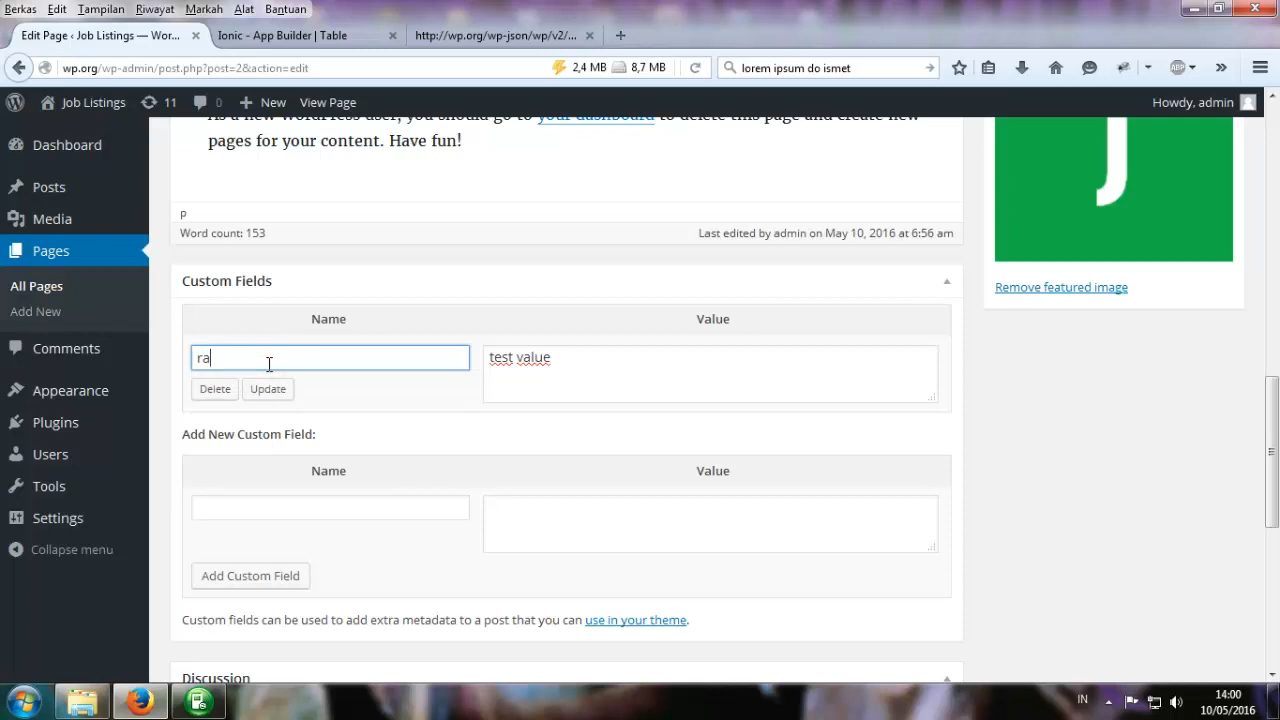 Berkas Edit Tampilan Riwayat Markah Alat Bantuan
Edit Page ‹ Job Listings — Wor... × Ionic - App Builder | Table × http://wp.org/wp-json/wp/v2/... ×
wp.org/wp-admin/post.php?post=2&action=edit 2,4 MB 8,7 MB lorem ipsum do ismet ABP
Job Listings 11 0 New View Page Howdy, admin
As a new WordPress user, you should go to your dashboard to delete this page and create new
pages for your content. Have fun!
p
Word count: 153 Last edited by admin on May 10, 2016 at 6:56 am
Dashboard
Posts
Media
Pages
All Pages
Add New
Comments
Appearance
Plugins
Users
Tools
Settings
Collapse menu
Custom Fields
Name Value
ra test value
Delete Update
Add New Custom Field:
Name Value
Add Custom Field
Custom fields can be used to add extra metadata to a post that you can use in your theme.
Discussion
J
Remove featured image
IN 14:00
10/05/2016